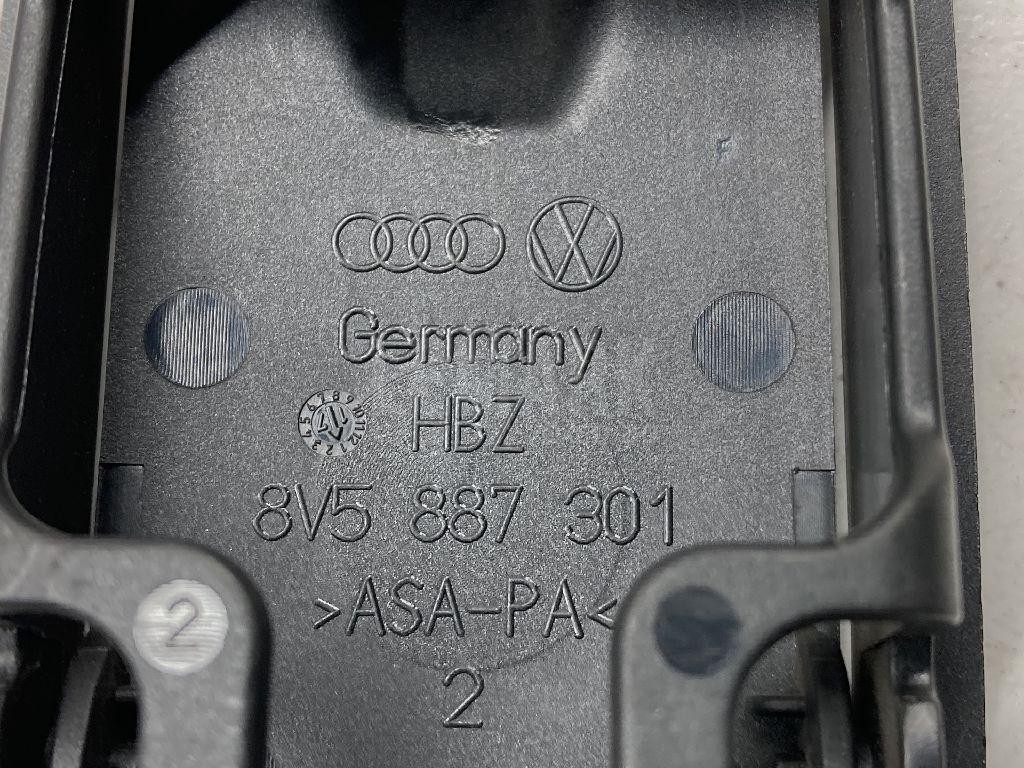 F
Germany
HBZ
8V5 887 301
>ASA-PA<
2
2